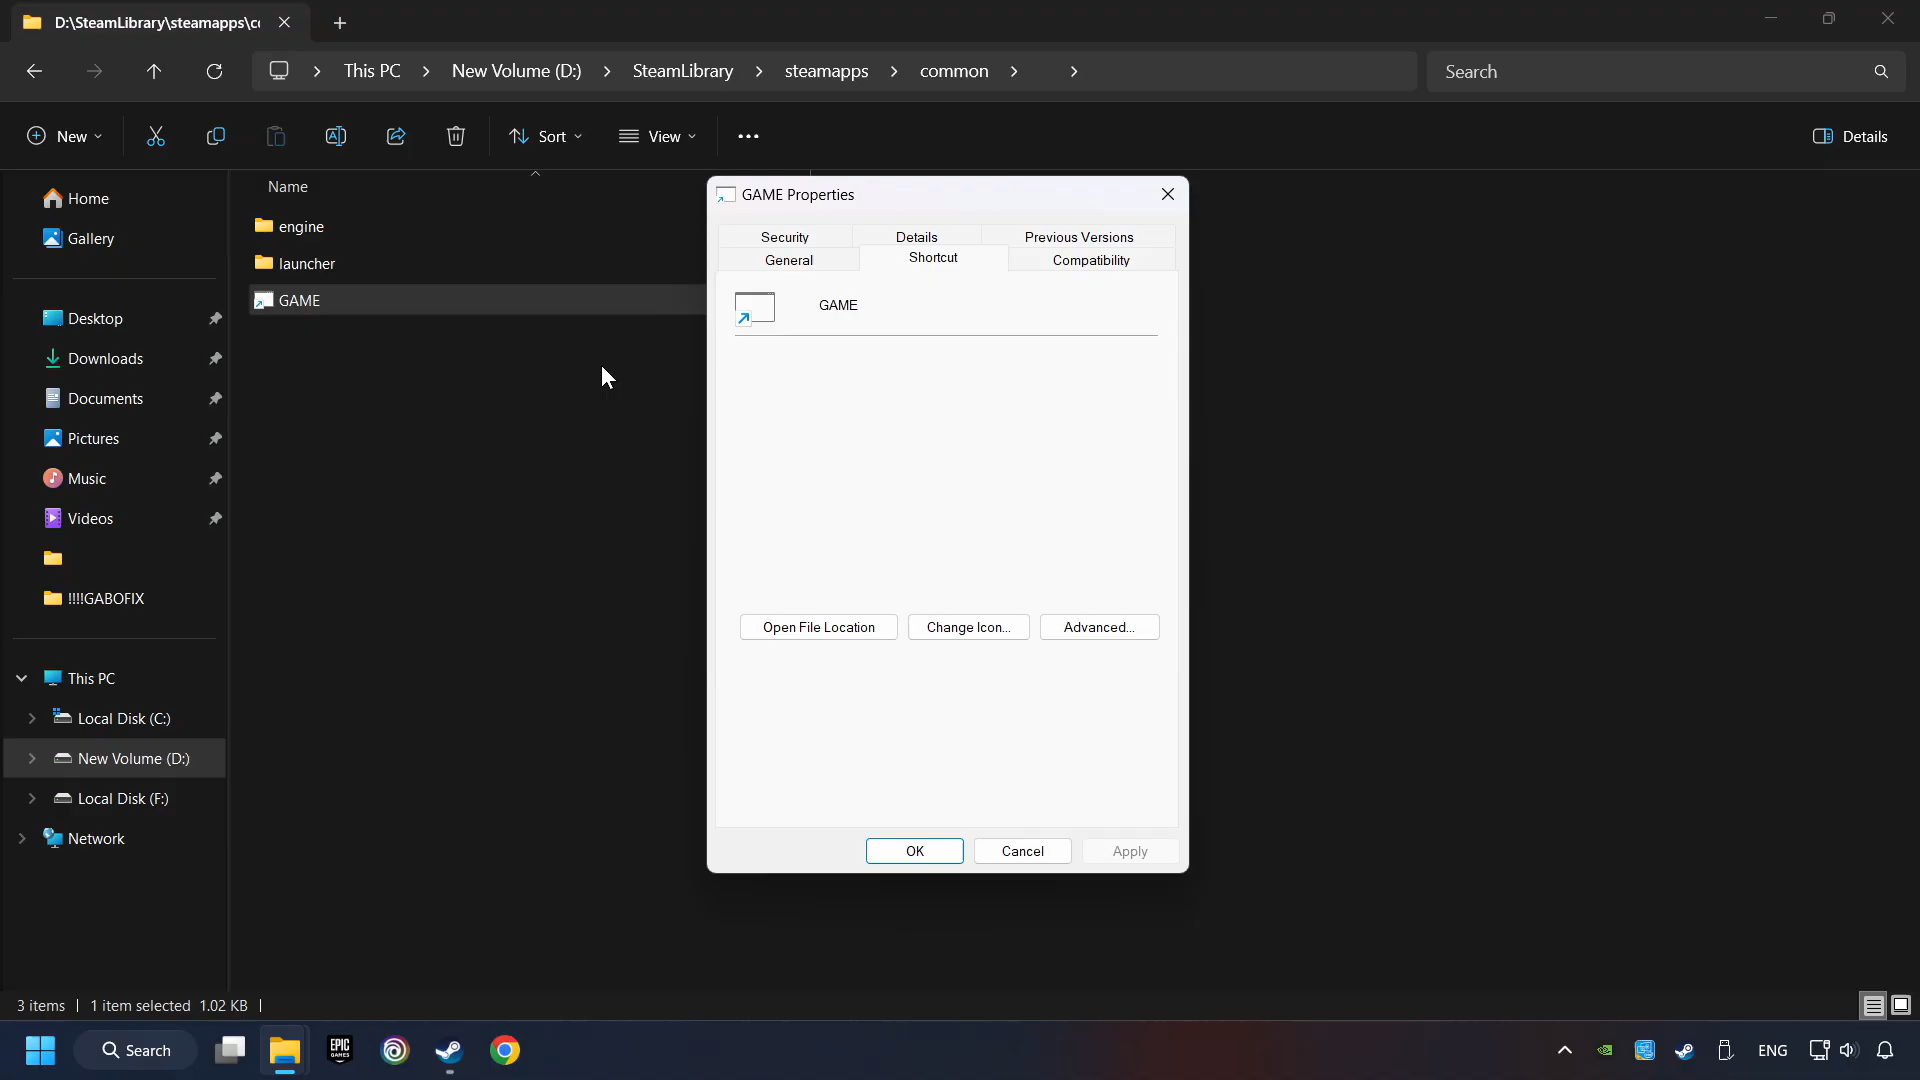 D:\SteamLibrary\steamapps\c
This PC
New Volume (D:)
SteamLibrary
steamapps
common
Search
New
Sort
View
Details
Home
Gallery
Desktop
Downloads
Documents
Pictures
Music
Videos
!!!!GABOFIX
This PC
Local Disk (C:)
New Volume (D:)
Local Disk (F:)
Network
Name
engine
launcher
GAME
GAME Properties
Security
Details
Previous Versions
General
Shortcut
Compatibility
GAME
Open File Location
Change Icon...
Advanced...
OK
Cancel
Apply
3 items
1 item selected 1.02 KB
Search
EPIC
GAMES
ENG